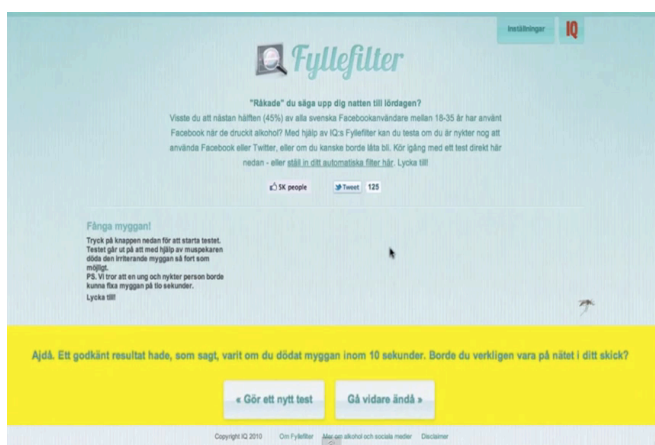 Inställningar
IQ
Fyllefilter
"Råkade" du säga upp dig natten till lördagen?
Visste du att nästan hälften (45%) av alla svenska Facebookanvändare mellan 18-35 år har använt
Facebook när de druckit alkohol? Med hjälp av IQ:s Fyllefilter kan du testa om du är nykter nog att
använda Facebook eller Twitter, eller om du kanske borde låta bli. Kör igång med ett test direkt här
nedan - eller ställ in ditt automatiska filter här. Lycka till!
5K people
Tweet 125
Fånga myggan!
Tryck på knappen nedan för att starta testet.
Testet går ut på att med hjälp av muspekaren
döda den irriterande myggan så fort som
möjligt.
PS. Vi tror att en ung och nykter person borde
kunna fixa myggan på tio sekunder.
Lycka till!
Ajdå. Ett godkänt resultat hade, som sagt, varit om du dödat myggan inom 10 sekunder. Borde du verkligen vara på nätet i ditt skick?
« Gör ett nytt test
Gå vidare ändå »
Copyright IQ 2010 Om Fyllefilter Mer om alkohol och sociala medier Disclaimer